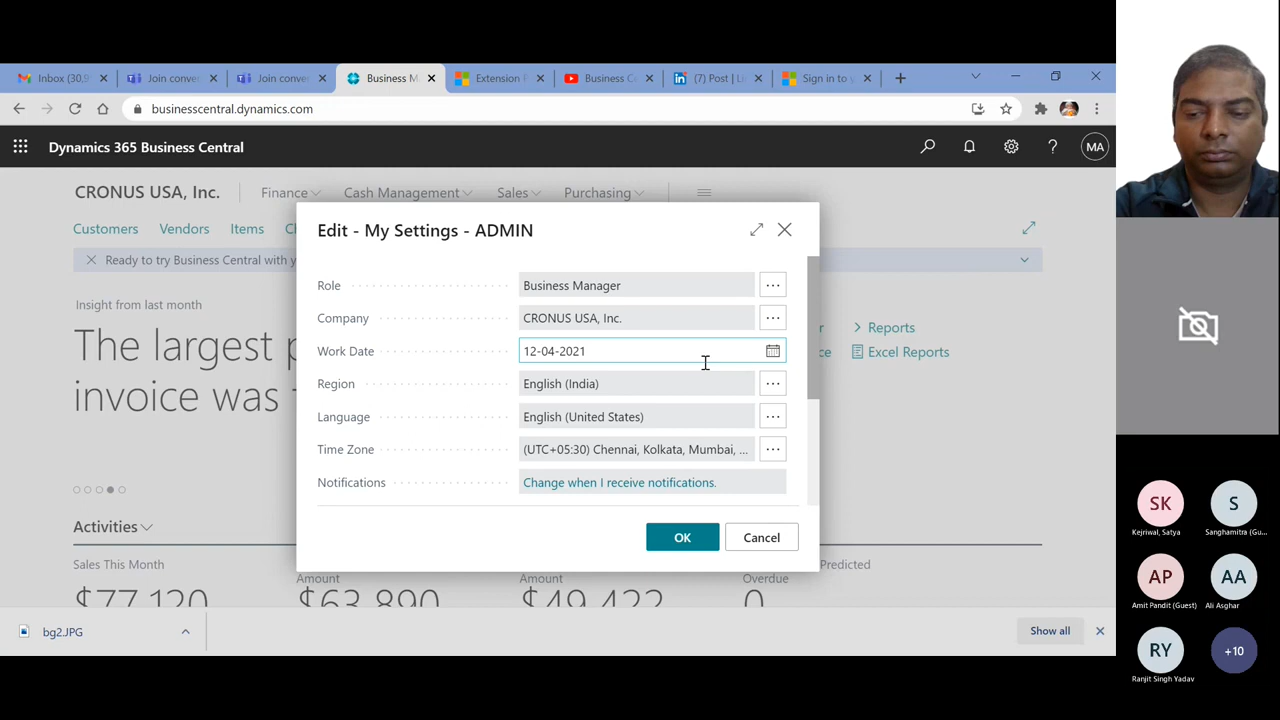 Inbox (30,9
Join conve
Join conve
Business M
Extension F
Business C
(7) Post | Li
Sign in to y
businesscentral.dynamics.com
Dynamics 365 Business Central
MA
CRONUS USA, Inc.
Finance
Cash Management
Sales
Purchasing
Customers
Vendors
Items
Ready to try Business Central with y
Insight from last month
The largest p
invoice was
Reports
Excel Reports
Edit - My Settings - ADMIN
Role
Business Manager
Company
CRONUS USA, Inc.
Work Date
12-04-2021
Region
English (India)
Language
English (United States)
Time Zone
(UTC+05:30) Chennai, Kolkata, Mumbai, ...
Notifications
Change when I receive notifications.
OK
Cancel
Activities
Sales This Month
Amount
Amount
Overdue
Predicted
$77,120
$63,890
$49,422
0
bg2.JPG
Show all
SK
Kejriwal, Satya
S
Sanghamitra (Gu...
AP
Amit Pandit (Guest)
AA
Ali Asghar
RY
Ranjit Singh Yadav
+10